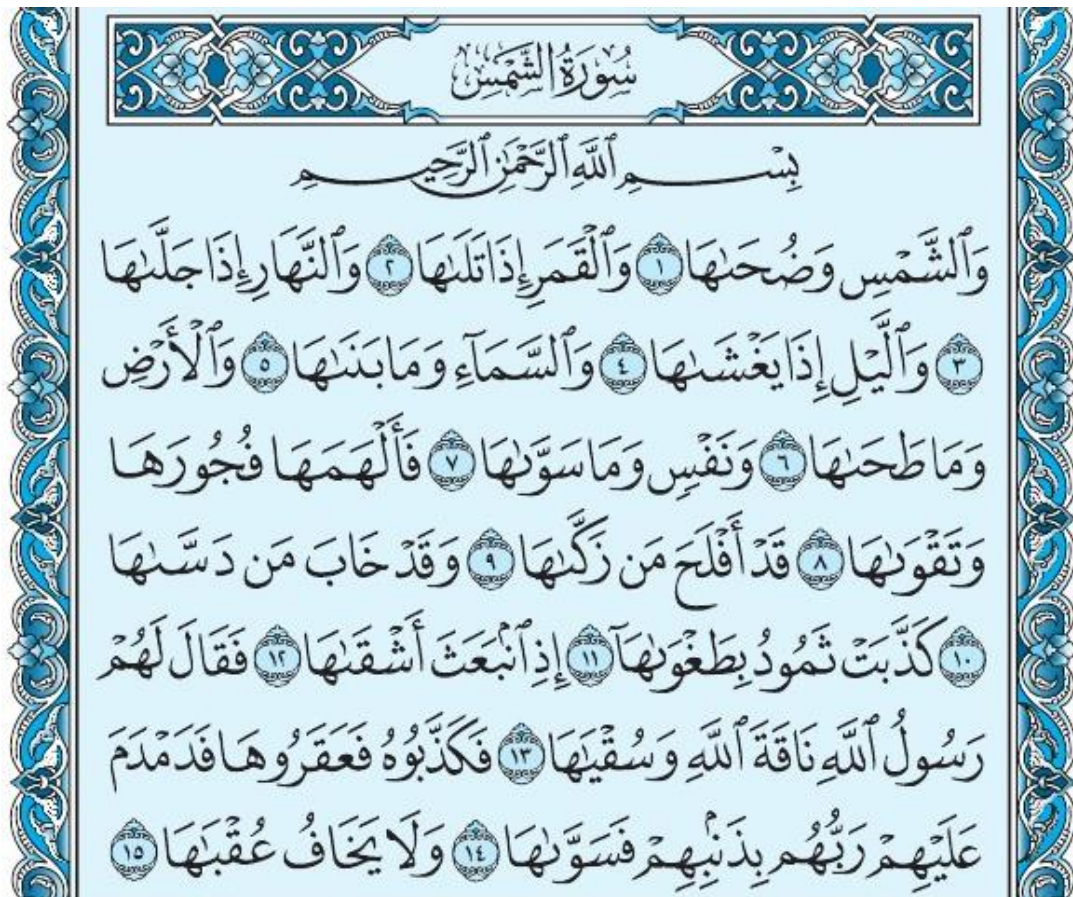 سُورَةُ الشَّمْسِ
بِسْمِ ٱللَّهِ ٱلرَّحْمَٰنِ ٱلرَّحِيمِ
وَٱلشَّمْسِ وَضُحَىٰهَا ١ وَٱلْقَمَرِ إِذَا تَلَىٰهَا ٢ وَٱلنَّهَارِ إِذَا جَلَّىٰهَا
٣ وَٱلَّيْلِ إِذَا يَغْشَىٰهَا ٤ وَٱلسَّمَآءِ وَمَا بَنَىٰهَا ٥ وَٱلْأَرْضِ
وَمَا طَحَىٰهَا ٦ وَنَفْسٍ وَمَا سَوَّىٰهَا ٧ فَأَلْهَمَهَا فُجُورَهَا
وَتَقْوَىٰهَا ٨ قَدْ أَفْلَحَ مَن زَكَّىٰهَا ٩ وَقَدْ خَابَ مَن دَسَّىٰهَا
١٠ كَذَّبَتْ ثَمُودُ بِطَغْوَىٰهَآ ١١ إِذِ ٱنۢبَعَثَ أَشْقَىٰهَا ١٢ فَقَالَ لَهُمْ
رَسُولُ ٱللَّهِ نَاقَةَ ٱللَّهِ وَسُقْيَٰهَا ١٣ فَكَذَّبُوهُ فَعَقَرُوهَا فَدَمْدَمَ
عَلَيْهِمْ رَبُّهُم بِذَنۢبِهِمْ فَسَوَّىٰهَا ١٤ وَلَا يَخَافُ عُقْبَٰهَا ١٥